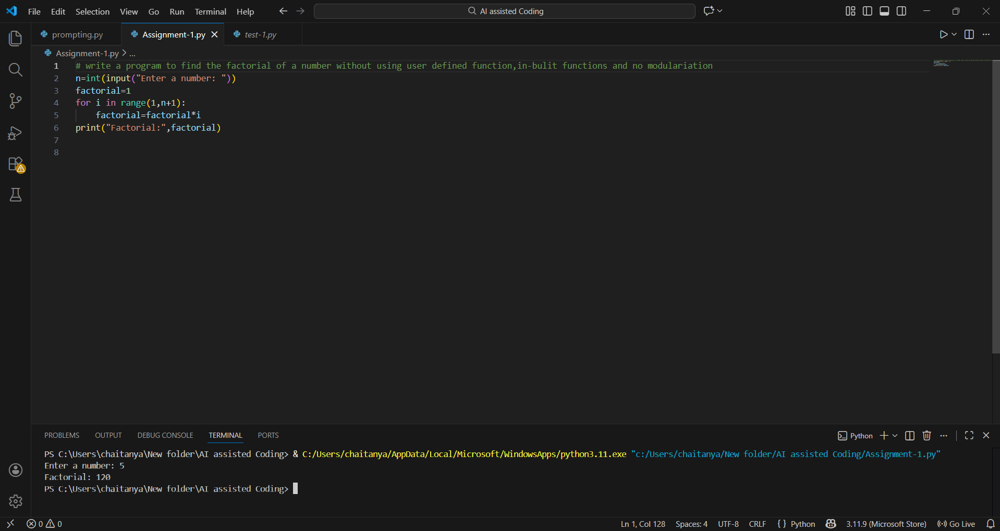 File Edit Selection View Go Run Terminal Help
AI assisted Coding
prompting.py Assignment-1.py test-1.py
Assignment-1.py > ...
1 # write a program to find the factorial of a number without using user defined function,in-bulit functions and no modulariation
2 n=int(input("Enter a number: "))
3 factorial=1
4 for i in range(1,n+1):
5 factorial=factorial*i
6 print("Factorial:",factorial)
7
8
PROBLEMS OUTPUT DEBUG CONSOLE TERMINAL PORTS
Python
PS C:\Users\chaitanya\New folder\AI assisted Coding> & C:/Users/chaitanya/AppData/Local/Microsoft/WindowsApps/python3.11.exe "c:/Users/chaitanya/New folder/AI assisted Coding/Assignment-1.py"
Enter a number: 5
Factorial: 120
PS C:\Users\chaitanya\New folder\AI assisted Coding>
0 0 Ln 1, Col 128 Spaces: 4 UTF-8 CRLF {} Python 3.11.9 (Microsoft Store) Go Live